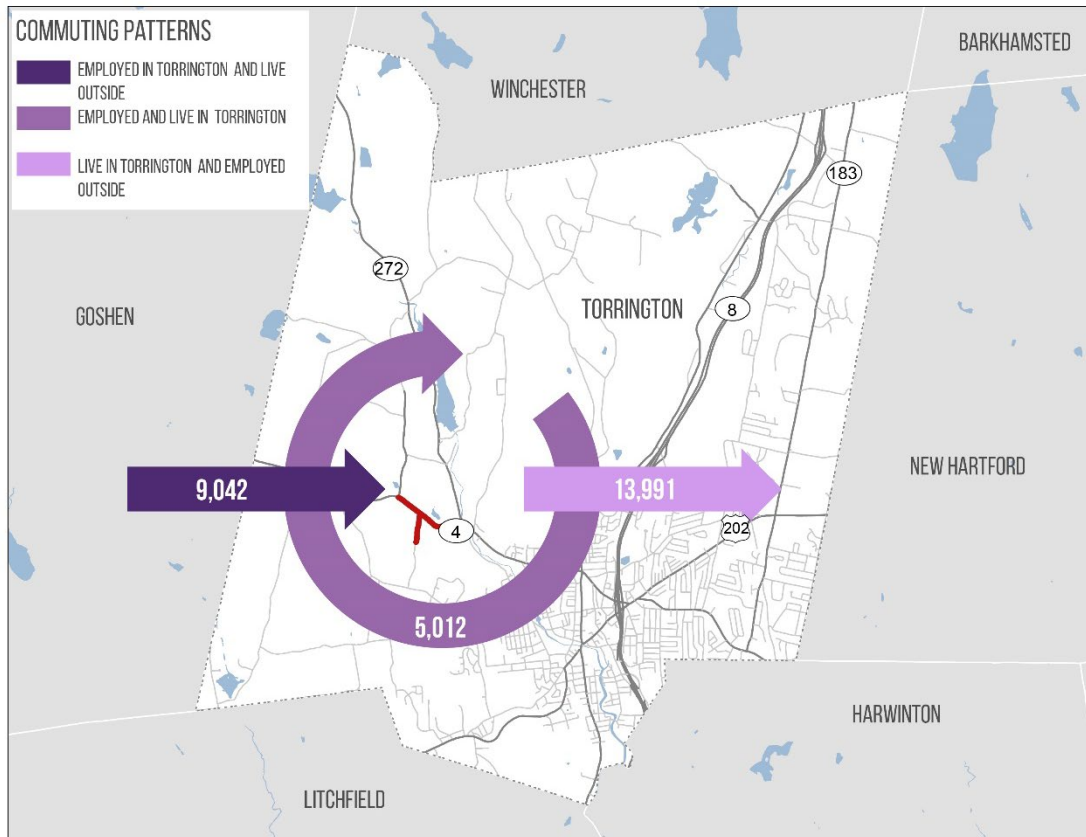 COMMUTING PATTERNS
EMPLOYED IN TORRINGTON AND LIVE
OUTSIDE
EMPLOYED AND LIVE IN TORRINGTON
LIVE IN TORRINGTON AND EMPLOYED
OUTSIDE
BARKHAMSTED
WINCHESTER
183
272
TORRINGTON
8
GOSHEN
NEW HARTFORD
9,042
13,991
202
4
5,012
HARWINTON
LITCHFIELD